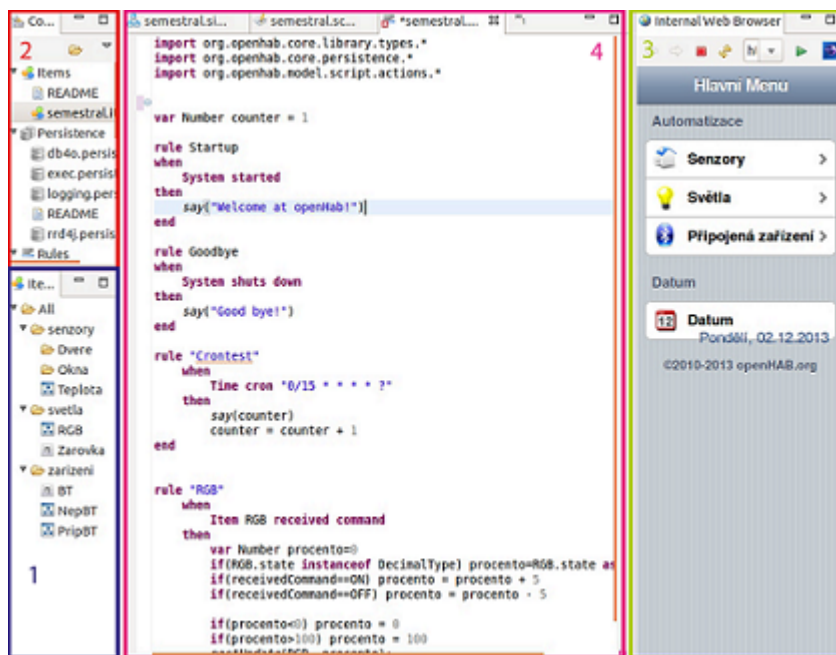 Co...
2
Items
README
semestral.it
Persistence
db4o.persis
exec.persist
logging.pers
README
rrd4j.persis
Rules
Ite...
All
senzory
Dvere
Okna
Teplota
svetla
RGB
Zarovka
zarizeni
BT
NepBT
PripBT
1
semestral.si...
semestral.sc...
*semestral....
4
import org.openhab.core.library.types.*
import org.openhab.core.persistence.*
import org.openhab.model.script.actions.*
var Number counter = 1
rule Startup
when
System started
then
say("Welcome at openHab!")
end
rule Goodbye
when
System shuts down
then
say("Good bye!")
end
rule "Crontest"
when
Time cron "0/15 * * * * ?"
then
say(counter)
counter = counter + 1
end
rule "RGB"
when
Item RGB received command
then
var Number procento=0
if(RGB.state instanceof DecimalType) procento=RGB.state as
if(receivedCommand==ON) procento = procento + 5
if(receivedCommand==OFF) procento = procento - 5
if(procento<0) procento = 0
if(procento>100) procento = 100
postUpdate(RGB, procento);
Internal Web Browser
3
Hlavní Menu
Automatizace
Senzory
Světla
Připojená zařízení
Datum
12
Datum
Pondělí, 02.12.2013
©2010-2013 openHAB.org